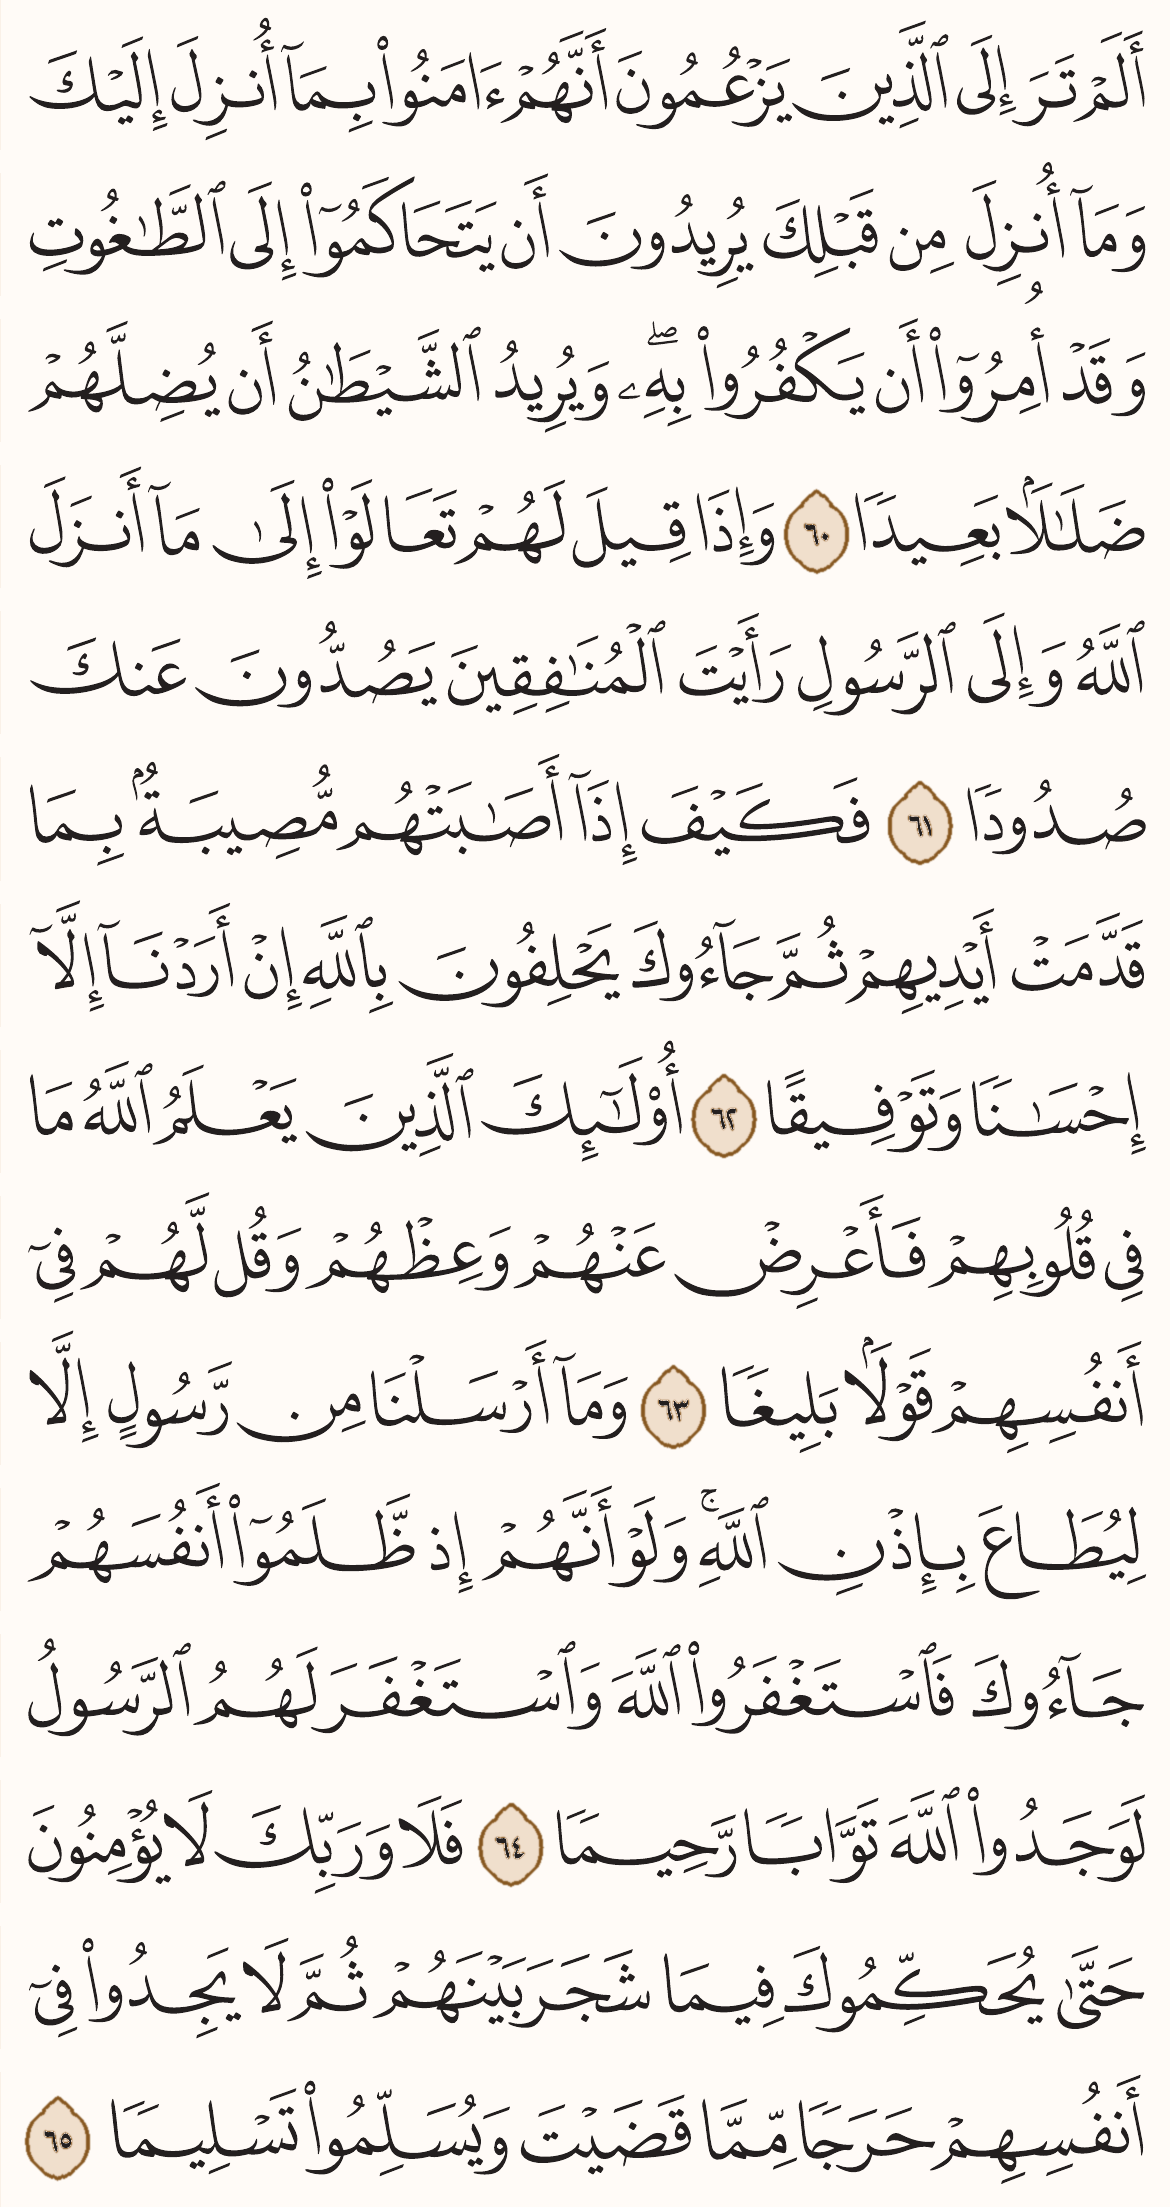 أَلَمۡ تَرَ إِلَى ٱلَّذِينَ يَزۡعُمُونَ أَنَّهُمۡ ءَامَنُواْ بِمَآ أُنزِلَ إِلَيۡكَ
وَمَآ أُنزِلَ مِن قَبۡلِكَ يُرِيدُونَ أَن يَتَحَاكَمُوٓاْ إِلَى ٱلطَّٰغُوتِ
وَقَدۡ أُمِرُوٓاْ أَن يَكۡفُرُواْ بِهِۦۖ وَيُرِيدُ ٱلشَّيۡطَٰنُ أَن يُضِلَّهُمۡ
ضَلَٰلَۢا بَعِيدٗا ٦٠ وَإِذَا قِيلَ لَهُمۡ تَعَالَوۡاْ إِلَىٰ مَآ أَنزَلَ
ٱللَّهُ وَإِلَى ٱلرَّسُولِ رَأَيۡتَ ٱلۡمُنَٰفِقِينَ يَصُدُّونَ عَنكَ
صُدُودٗا ٦١ فَكَيۡفَ إِذَآ أَصَٰبَتۡهُم مُّصِيبَةُۢ بِمَا
قَدَّمَتۡ أَيۡدِيهِمۡ ثُمَّ جَآءُوكَ يَحۡلِفُونَ بِٱللَّهِ إِنۡ أَرَدۡنَآ إِلَّآ
إِحۡسَٰنٗا وَتَوۡفِيقًا ٦٢ أُوْلَٰٓئِكَ ٱلَّذِينَ يَعۡلَمُ ٱللَّهُ مَا
فِي قُلُوبِهِمۡ فَأَعۡرِضۡ عَنۡهُمۡ وَعِظۡهُمۡ وَقُل لَّهُمۡ فِيٓ
أَنفُسِهِمۡ قَوۡلَۢا بَلِيغٗا ٦٣ وَمَآ أَرۡسَلۡنَا مِن رَّسُولٍ إِلَّا
لِيُطَاعَ بِإِذۡنِ ٱللَّهِۚ وَلَوۡ أَنَّهُمۡ إِذ ظَّلَمُوٓاْ أَنفُسَهُمۡ
جَآءُوكَ فَٱسۡتَغۡفَرُواْ ٱللَّهَ وَٱسۡتَغۡفَرَ لَهُمُ ٱلرَّسُولُ
لَوَجَدُواْ ٱللَّهَ تَوَّابٗا رَّحِيمٗا ٦٤ فَلَا وَرَبِّكَ لَا يُؤۡمِنُونَ
حَتَّىٰ يُحَكِّمُوكَ فِيمَا شَجَرَ بَيۡنَهُمۡ ثُمَّ لَا يَجِدُواْ فِيٓ
أَنفُسِهِمۡ حَرَجٗا مِّمَّا قَضَيۡتَ وَيُسَلِّمُواْ تَسۡلِيمٗا ٦٥